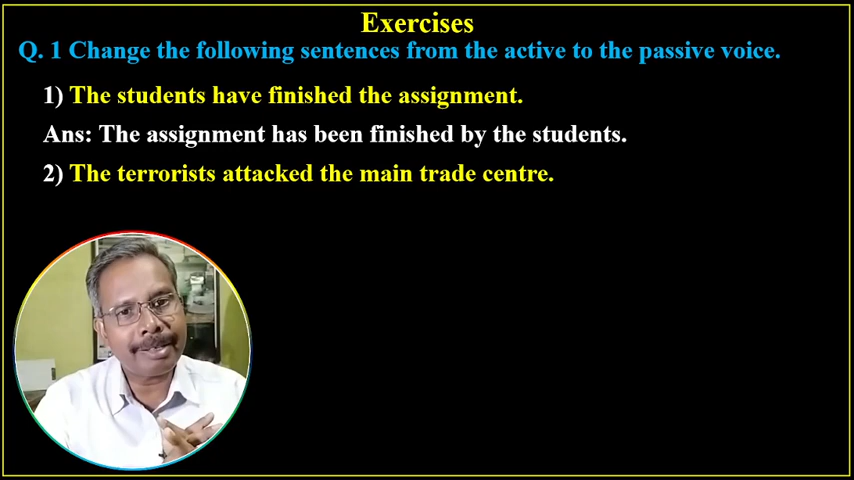 Exercises
Q. 1 Change the following sentences from the active to the passive voice.
1) The students have finished the assignment.
Ans: The assignment has been finished by the students.
2) The terrorists attacked the main trade centre.